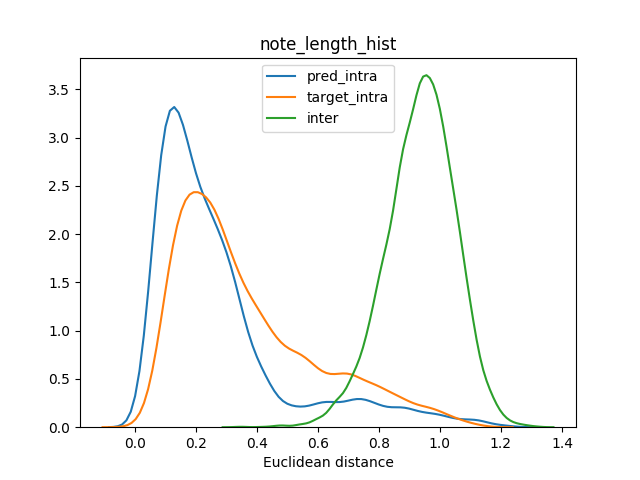 note_length_hist
pred_intra
target_intra
inter
3.5
3.0
2.5
2.0
1.5
1.0
0.5
0.0
0.0 0.2 0.4 0.6 0.8 1.0 1.2 1.4
Euclidean distance